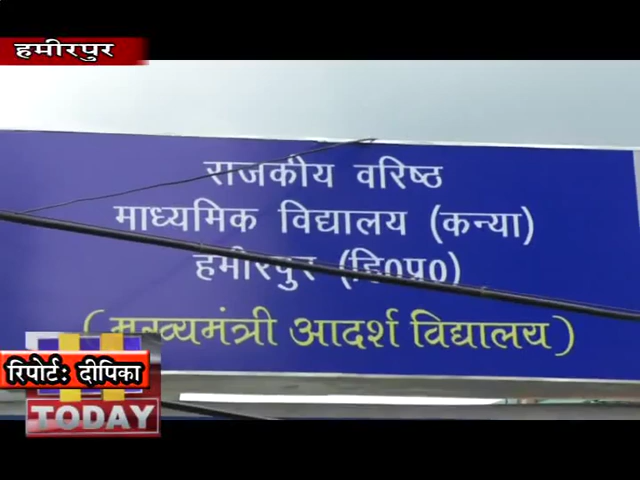 हमीरपुर
राजकीय वरिष्ठ
माध्यमिक विद्यालय (कन्या)
हमीरपुर (हि0प्र0)
(मुख्यमंत्री आदर्श विद्यालय)
रिपोर्ट: दीपिका
TODAY